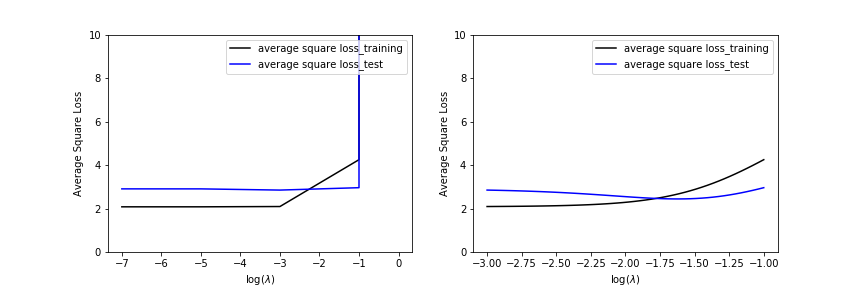 average square loss_training
average square loss_test
Average Square Loss
10
8
6
4
2
0
−7 −6 −5 −4 −3 −2 −1 0
log(λ)
average square loss_training
average square loss_test
Average Square Loss
10
8
6
4
2
0
−3.00 −2.75 −2.50 −2.25 −2.00 −1.75 −1.50 −1.25 −1.00
log(λ)